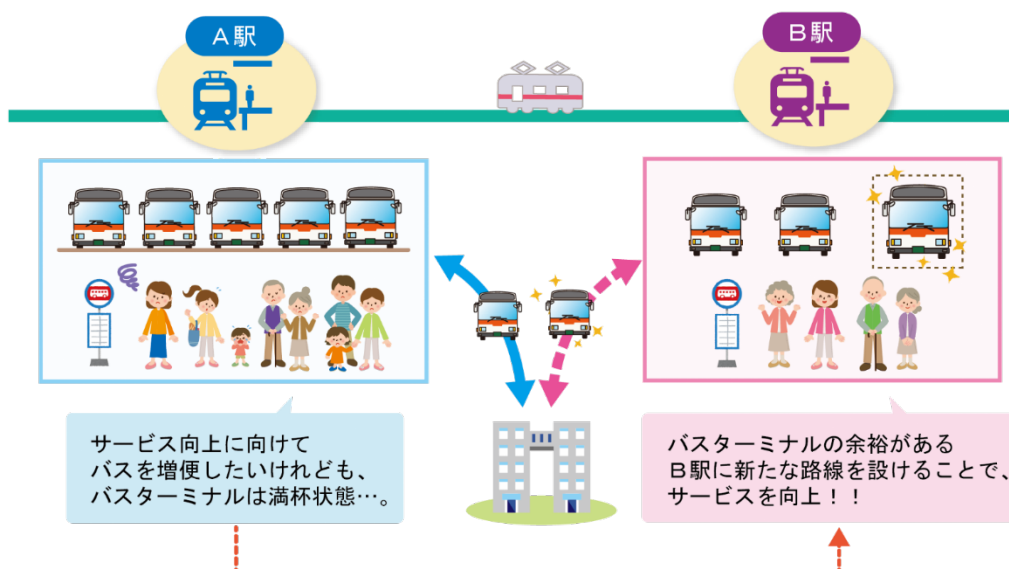 A駅
B駅
サービス向上に向けて
バスを増便したいけれども、
バスターミナルは満杯状態…。
バスターミナルの余裕がある
B駅に新たな路線を設けることで、
サービスを向上!!